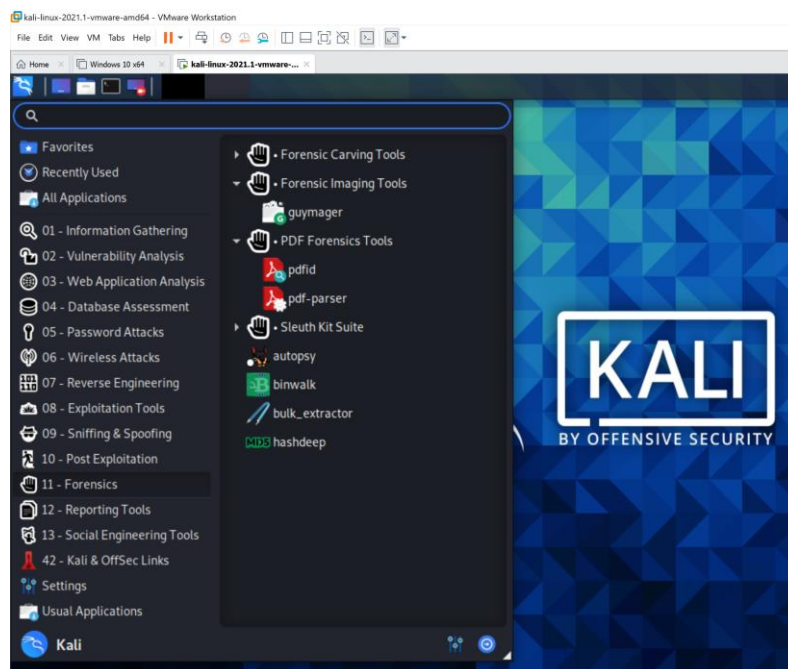 kali-linux-2021.1-vmware-amd64 - VMware Workstation
File Edit View VM Tabs Help
Home
Windows 10 x64
kali-linux-2021.1-vmware-...
Favorites
Recently Used
All Applications
01 - Information Gathering
02 - Vulnerability Analysis
03 - Web Application Analysis
04 - Database Assessment
05 - Password Attacks
06 - Wireless Attacks
07 - Reverse Engineering
08 - Exploitation Tools
09 - Sniffing & Spoofing
10 - Post Exploitation
11 - Forensics
12 - Reporting Tools
13 - Social Engineering Tools
42 - Kali & OffSec Links
Settings
Usual Applications
Kali
• Forensic Carving Tools
• Forensic Imaging Tools
guymager
• PDF Forensics Tools
pdfid
pdf-parser
• Sleuth Kit Suite
autopsy
binwalk
bulk_extractor
MD5 hashdeep
KALI
BY OFFENSIVE SECURITY